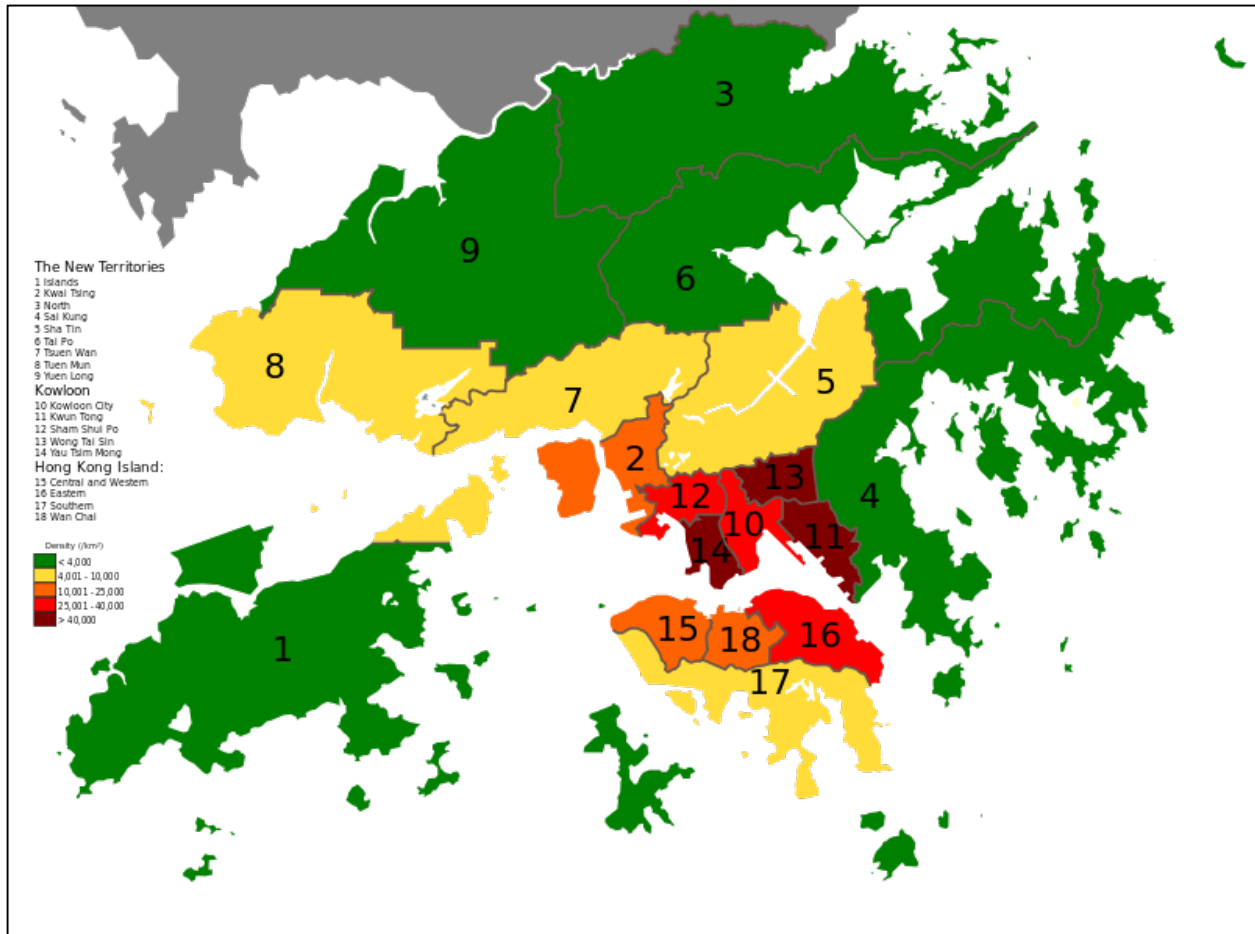 3
9
6
The New Territories
1 Islands
2 Kwai Tsing
3 North
4 Sai Kung
5 Sha Tin
6 Tai Po
7 Tsuen Wan
8 Tuen Mun
9 Yuen Long
Kowloon
10 Kowloon City
11 Kwun Tong
12 Sham Shui Po
13 Wong Tai Sin
14 Yau Tsim Mong
Hong Kong Island:
15 Central and Western
16 Eastern
17 Southern
18 Wan Chai
8
5
7
2
13
4
12
10
11
14
Density (/km²)
< 4,000
4,001 - 10,000
10,001 - 25,000
25,001 - 40,000
> 40,000
1
15
18
16
17